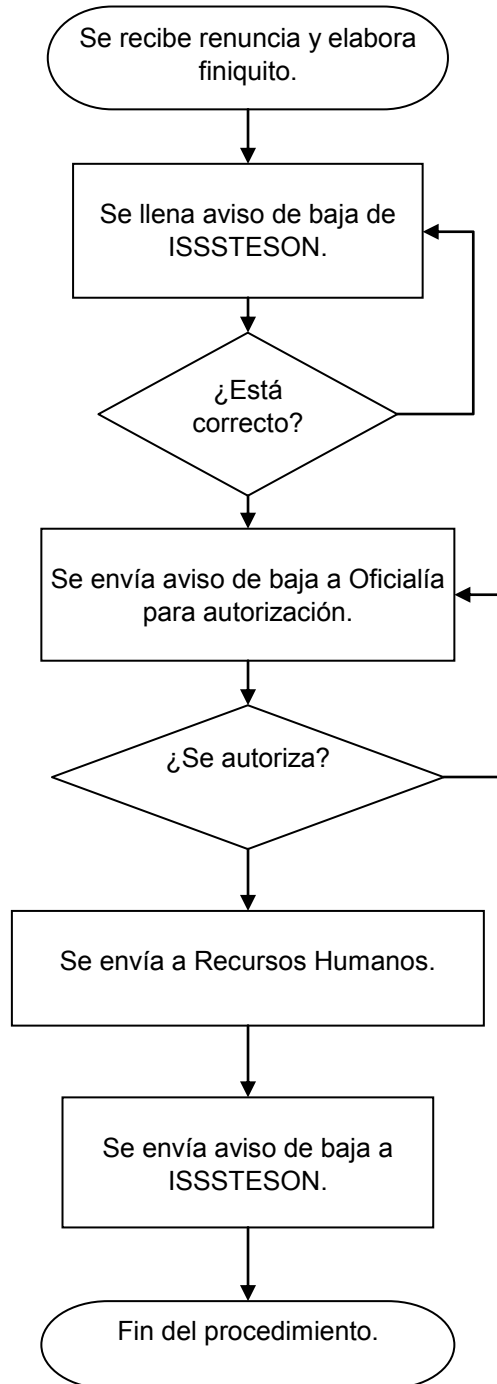 Se recibe renuncia y elabora
finiquito.
Se llena aviso de baja de
ISSSTESON.
¿Está
correcto?
Se envía aviso de baja a Oficialía
para autorización.
¿Se autoriza?
Se envía a Recursos Humanos.
Se envía aviso de baja a
ISSSTESON.
Fin del procedimiento.